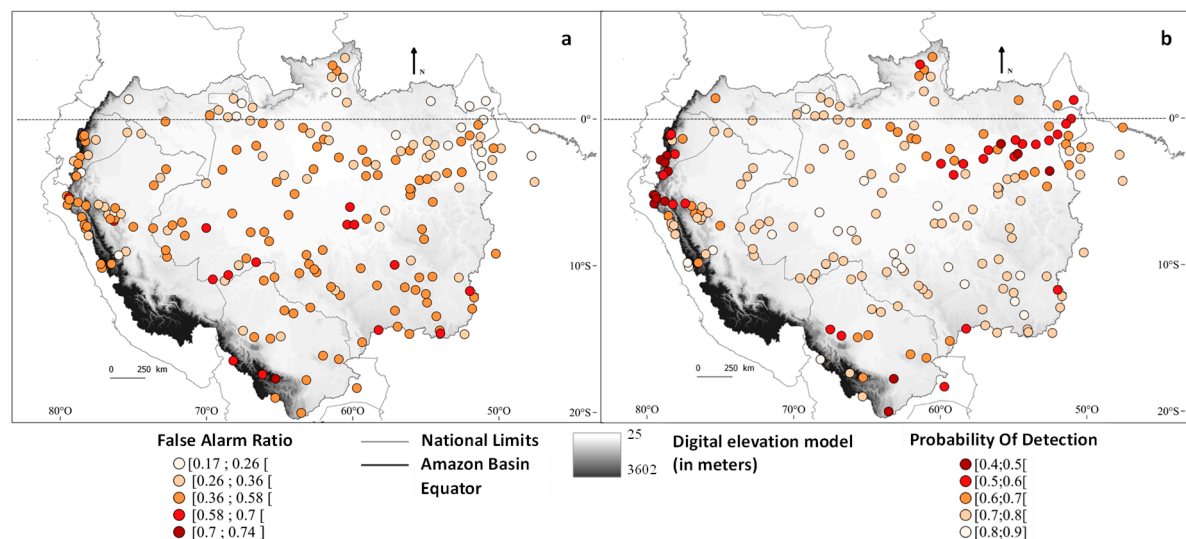 a
b
N
N
0°
0°
10°S
10°S
0 250 km
0 250 km
80°O 70°O 60°O 50°O 20°S
80°O 70°O 60°O 50°O 20°S
False Alarm Ratio
[0.17 ; 0.26 [
[0.26 ; 0.36 [
[0.36 ; 0.58 [
[0.58 ; 0.7 [
[0.7 ; 0.74 ]
National Limits
Amazon Basin
Equator
25
3602
Digital elevation model
(in meters)
Probability Of Detection
[0.4;0.5[
[0.5;0.6[
[0.6;0.7[
[0.7;0.8[
[0.8;0.9]